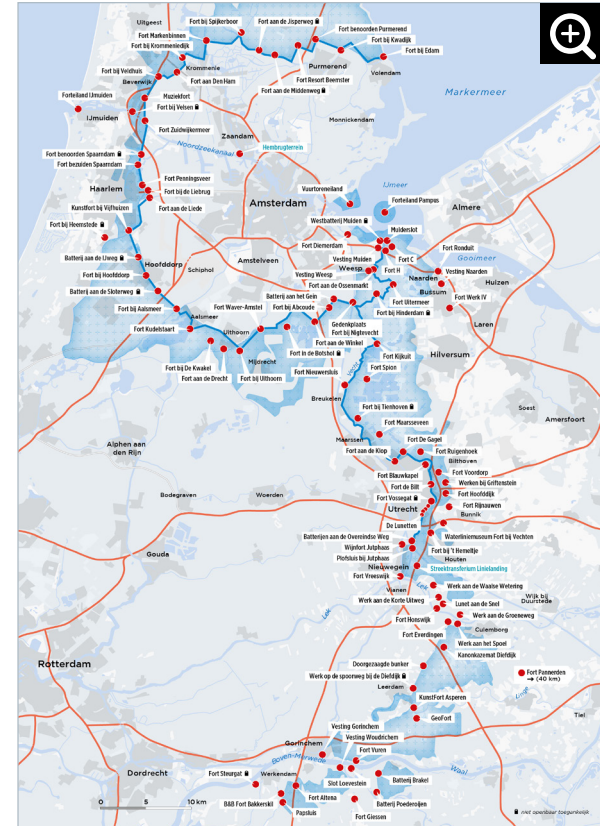 Uitgeest
Fort bij Spijkerboor
Fort aan de Jisperweg
Fort Markenbinnen
Fort benoorden Purmerend
Fort bij Krommeniedijk
Fort bij Kwadijk
Fort bij Edam
Krommenie
Purmerend
Fort bij Veldhuis
Beverwijk
Fort aan Den Ham
Fort Resort Beemster
Volendam
Forteiland IJmuiden
Muziekfort
Fort aan de Middenweg
Markermeer
Fort bij Velsen
IJmuiden
Monnickendam
Fort Zuidwijkermeer
Zaandam
Noordzeekanaal
Hembrugterrein
Fort benoorden Spaarndam
Fort bezuiden Spaarndam
Fort Penningsveer
Vuurtoreneiland
IJmeer
Haarlem
Fort bij de Liebrug
Forteiland Pampus
Almere
Kunstfort bij Vijfhuizen
Fort aan de Liede
Amsterdam
Westbatterij Muiden
Fort bij Heemstede
Muiderslot
Fort Diemerdam
Fort Ronduit
Batterij aan de IJweg
Amstelveen
Vesting Muiden
Fort C
Gooimeer
Hoofddorp
Schiphol
Weesp
Fort H
Vesting Naarden
Fort bij Hoofddorp
Vesting Weesp
Naarden
Huizen
Fort aan de Ossenmarkt
Bussum
Batterij aan de Sloterweg
Batterij aan het Gein
Fort Werk IV
Fort Waver-Amstel
Fort bij Abcoude
Fort Uitermeer
Fort bij Aalsmeer
Fort bij Hinderdam
Aalsmeer
Gedenkplaats
Fort bij Nigtevecht
Laren
Fort Kudelstaart
Uithoorn
Fort aan de Winkel
Fort in de Botshol
Fort Kijkuit
Hilversum
Mijdrecht
Fort bij De Kwakel
Fort Nieuwersluis
Fort Spion
Fort aan de Drecht
Fort bij Uithoorn
Vecht
Breukelen
Fort bij Tienhoven
Soest
Amersfoort
Fort Maarsseveen
Maarssen
Fort De Gagel
Alphen aan
den Rijn
Fort aan de Klop
Fort Ruigenhoek
Bilthoven
Fort Blauwkapel
Fort Voordorp
Fort de Bilt
Werken bij Griftenstein
Bodegraven
Woerden
Fort Vossegat
Fort Hoofddijk
Utrecht
Fort Rijnauwen
Bunnik
De Lunetten
Batterijen aan de Overeindse Weg
Waterliniemuseum Fort bij Vechten
Wijnfort Jutphaas
Fort bij 't Hemeltje
Gouda
Plofsluis bij Jutphaas
Houten
Nieuwegein
Streektransferium Linielanding
Fort Vreeswijk
Vianen
Lek
Werk aan de Waalse Wetering
Werk aan de Korte Uitweg
Lunet aan de Snel
Wijk bij
Duurstede
Lek
Werk aan de Groeneweg
Fort Honswijk
Culemborg
Fort Everdingen
Werk aan het Spoel
Kanonkazemat Diefdijk
Rotterdam
Doorgezaagde bunker
Werk op de spoorweg bij de Diefdijk
Fort Pannerden
→ (40 km)
Leerdam
Linge
KunstFort Asperen
Tiel
GeoFort
Vesting Gorinchem
Vesting Woudrichem
Gorinchem
Fort Vuren
Boven-Merwede
Dordrecht
Fort Steurgat
Werkendam
Waal
Slot Loevestein
Batterij Brakel
B&B Fort Bakkerskil
Fort Altena
Batterij Poederoijen
Papsluis
Fort Giessen
0 5 10 km
niet openbaar toegankelijk